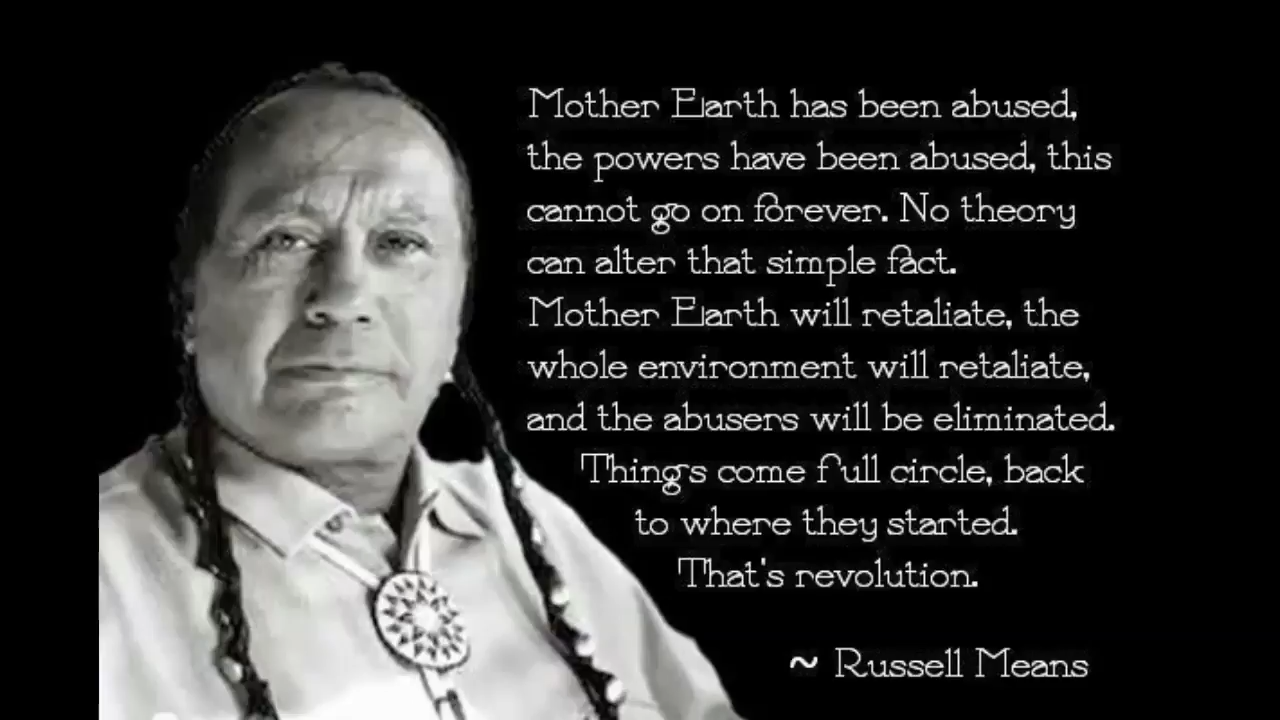 Mother Earth has been abused,
the powers have been abused, this
cannot go on forever. No theory
can alter that simple fact.
Mother Earth will retaliate, the
whole environment will retaliate,
and the abusers will be eliminated.
Things come full circle, back
to where they started.
That's revolution.
~ Russell Means